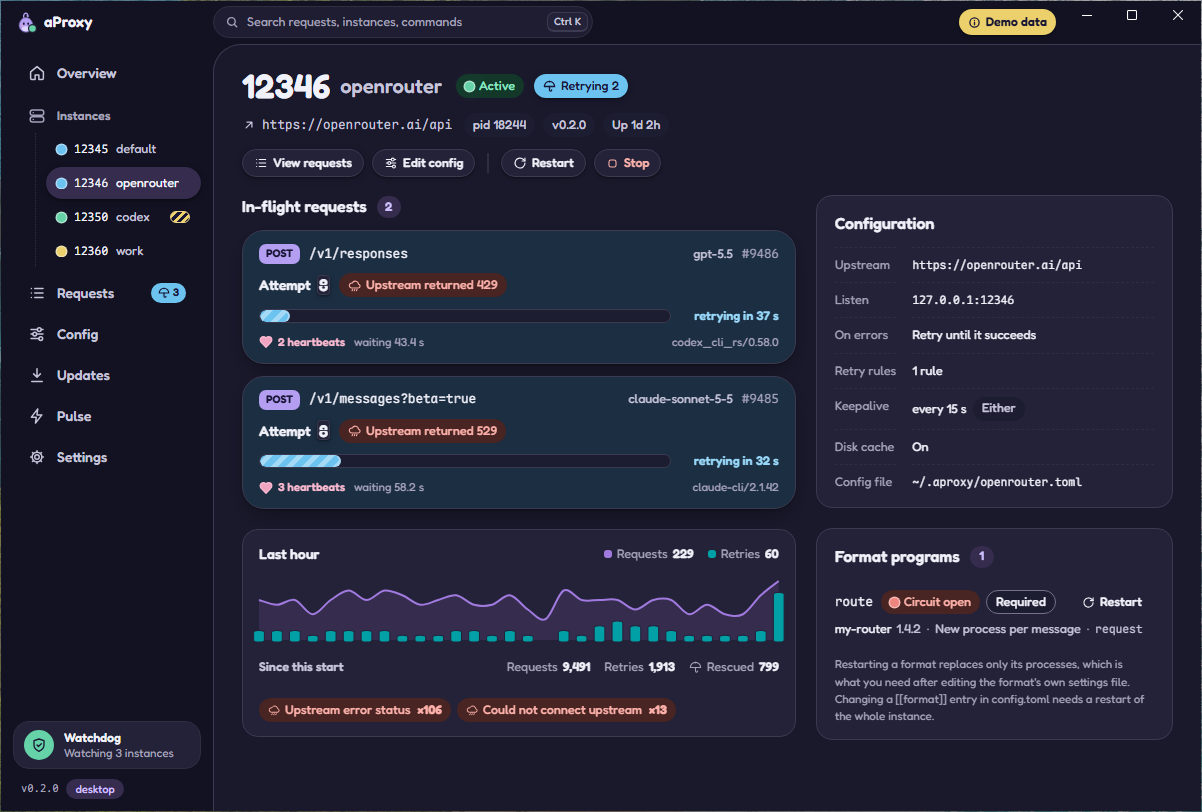 aProxy
Search requests, instances, commands
Ctrl K
Demo data
Overview
Instances
12345 default
12346 openrouter
12350 codex
12360 work
Requests
3
Config
Updates
Pulse
Settings
Watchdog
Watching 3 instances
v0.2.0 desktop
12346 openrouter
Active
Retrying 2
https://openrouter.ai/api
pid 18244
v0.2.0
Up 1d 2h
View requests
Edit config
Restart
Stop
In-flight requests 2
POST /v1/responses
gpt-5.5 #9486
Attempt
Upstream returned 429
retrying in 37 s
2 heartbeats waiting 43.4 s
codex_cli_rs/0.58.0
POST /v1/messages?beta=true
claude-sonnet-5-5 #9485
Attempt
Upstream returned 529
retrying in 32 s
3 heartbeats waiting 58.2 s
claude-cli/2.1.42
Last hour
Requests 229
Retries 60
Since this start
Requests 9,491
Retries 1,913
Rescued 799
Upstream error status x106
Could not connect upstream x13
Configuration
Upstream https://openrouter.ai/api
Listen 127.0.0.1:12346
On errors Retry until it succeeds
Retry rules 1 rule
Keepalive every 15 s Either
Disk cache On
Config file ~/.aproxy/openrouter.toml
Format programs 1
route Circuit open Required Restart
my-router 1.4.2 · New process per message · request
Restarting a format replaces only its processes, which is
what you need after editing the format's own settings file.
Changing a [[format]] entry in config.toml needs a restart of
the whole instance.